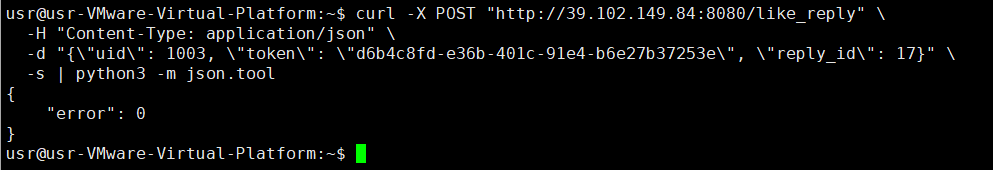 usr@usr-VMware-Virtual-Platform:~$ curl -X POST "http://39.102.149.84:8080/like_reply" \
  -H "Content-Type: application/json" \
  -d "{\"uid\": 1003, \"token\": \"d6b4c8fd-e36b-401c-91e4-b6e27b37253e\", \"reply_id\": 17}" \
  -s | python3 -m json.tool
{
    "error": 0
}
usr@usr-VMware-Virtual-Platform:~$